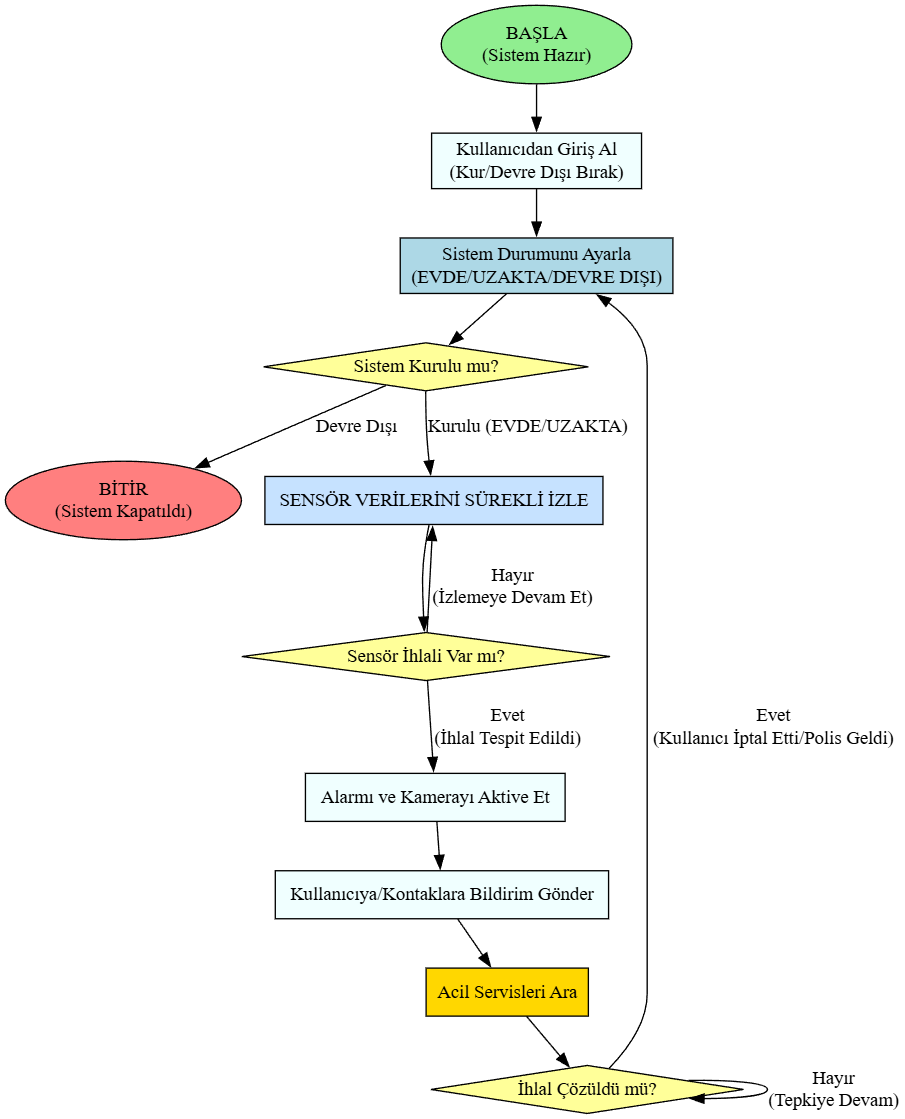 BAŞLA
(Sistem Hazır)
Kullanıcıdan Giriş Al
(Kur/Devre Dışı Bırak)
Sistem Durumunu Ayarla
(EVDE/UZAKTA/DEVRE DIŞI)
Sistem Kurulu mu?
Devre Dışı
Kurulu (EVDE/UZAKTA)
BİTİR
(Sistem Kapatıldı)
SENSÖR VERİLERİNİ SÜREKLİ İZLE
Hayır
(İzlemeye Devam Et)
Sensör İhlali Var mı?
Evet
(İhlal Tespit Edildi)
Evet
(Kullanıcı İptal Etti/Polis Geldi)
Alarmı ve Kamerayı Aktive Et
Kullanıcıya/Kontaklara Bildirim Gönder
Acil Servisleri Ara
İhlal Çözüldü mü?
Hayır
(Tepkiye Devam)